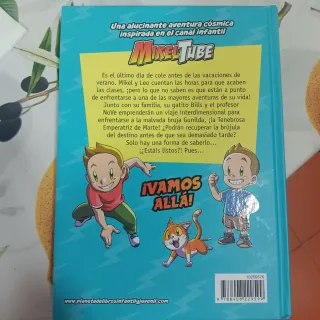 Una alucinante aventura cósmica
inspirada en el canal infantil
MIKELTUBE
Es el último día de cole antes de las vacaciones de
verano. Mikel y Leo cuentan las horas para que acaben
las clases, ¡pero lo que no saben es que están a punto
de enfrentarse a una de las mayores aventuras de su vida!
Junto con su familia, su gatito Bills y el profesor
NoVe emprenderán un viaje interdimensional para
enfrentarse a la malvada bruja Gunilda, ¡la Tenebrosa
Emperatriz de Marte! ¿Podrán recuperar la brújula del
destino antes de que sea demasiado tarde?
Solo hay una forma de saberlo...
¡¿Estáis listos?! Pues...
¡VAMOS
ALLÁ!
www.planetadelibrosinfantilyjuvenil.com